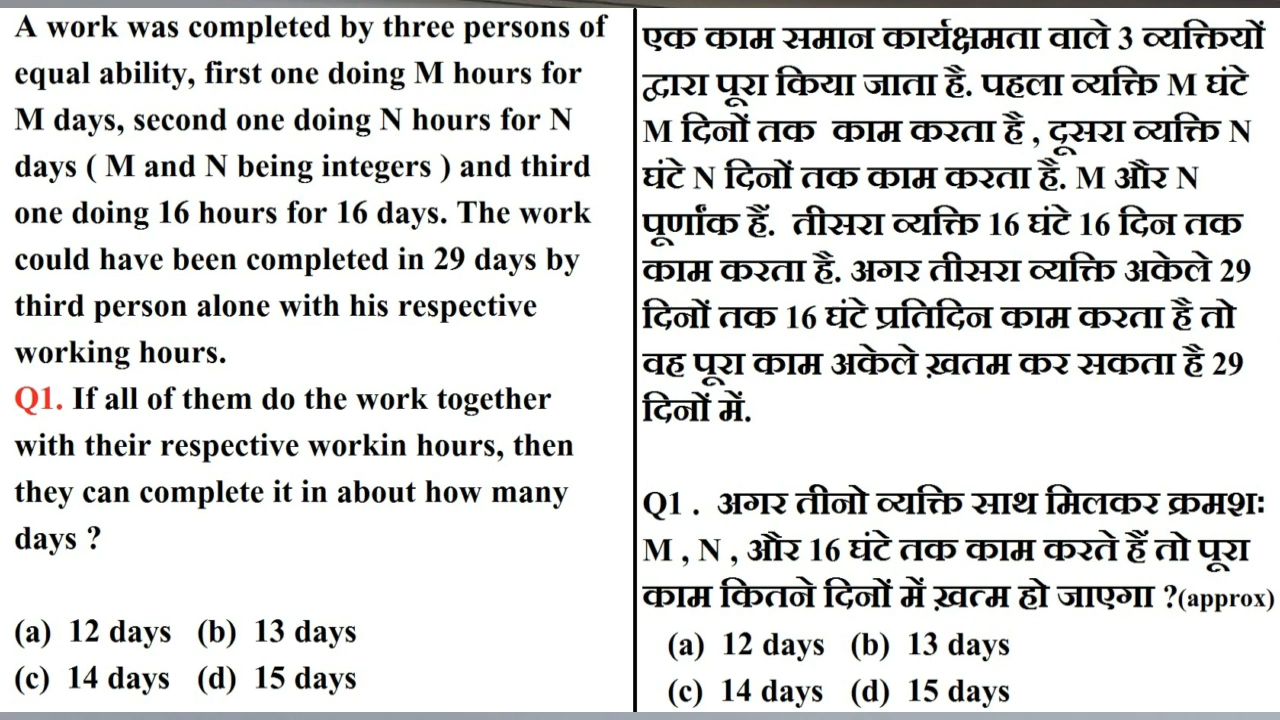 A work was completed by three persons of
equal ability, first one doing M hours for
M days, second one doing N hours for N
days ( M and N being integers ) and third
one doing 16 hours for 16 days. The work
could have been completed in 29 days by
third person alone with his respective
working hours.
Q1. If all of them do the work together
with their respective workin hours, then
they can complete it in about how many
days ?
(a) 12 days (b) 13 days
(c) 14 days (d) 15 days
एक काम समान कार्यक्षमता वाले 3 व्यक्तियों
द्वारा पूरा किया जाता है. पहला व्यक्ति M घंटे
M दिनों तक काम करता है , दूसरा व्यक्ति N
घंटे N दिनों तक काम करता है. M और N
पूर्णांक हैं. तीसरा व्यक्ति 16 घंटे 16 दिन तक
काम करता है. अगर तीसरा व्यक्ति अकेले 29
दिनों तक 16 घंटे प्रतिदिन काम करता है तो
वह पूरा काम अकेले ख़तम कर सकता है 29
दिनों में.
Q1 . अगर तीनो व्यक्ति साथ मिलकर क्रमशः
M , N , और 16 घंटे तक काम करते हैं तो पूरा
काम कितने दिनों में ख़त्म हो जाएगा ?(approx)
(a) 12 days (b) 13 days
(c) 14 days (d) 15 days